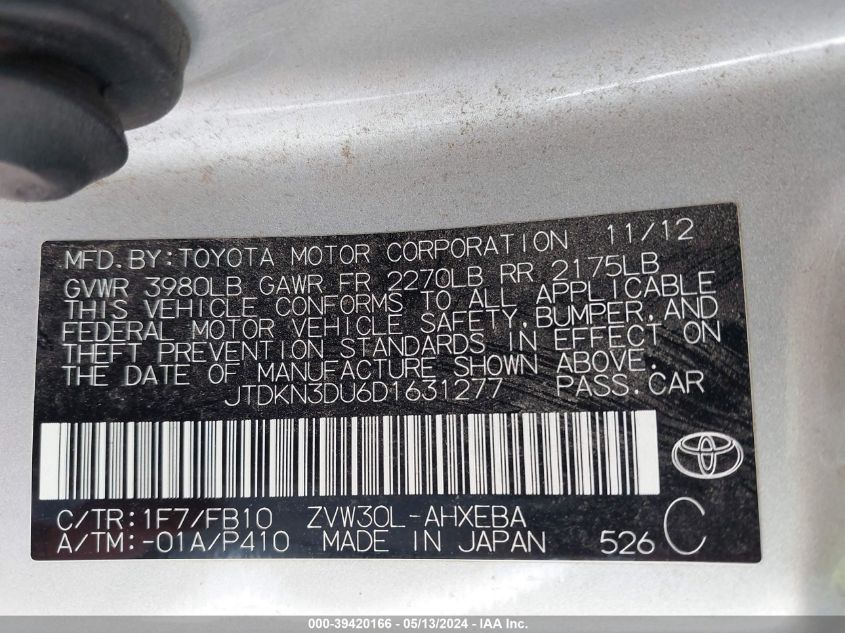 MFD.BY:TOYOTA MOTOR CORPORATION 11/12
GVWR 3980LB GAWR FR 2270LB RR 2175LB
THIS VEHICLE CONFORMS TO ALL APPLICABLE
FEDERAL MOTOR VEHICLE SAFETY,BUMPER,AND
THEFT PREVENTION STANDARDS IN EFFECT ON
THE DATE OF MANUFACTURE SHOWN ABOVE.
JTDKN3DU6D1631277 PASS.CAR
C/TR:1F7/FB10 ZVW30L-AHXEBA
A/TM:-01A/P410 MADE IN JAPAN 526 C
000-39420166 - 05/13/2024 - IAA Inc.